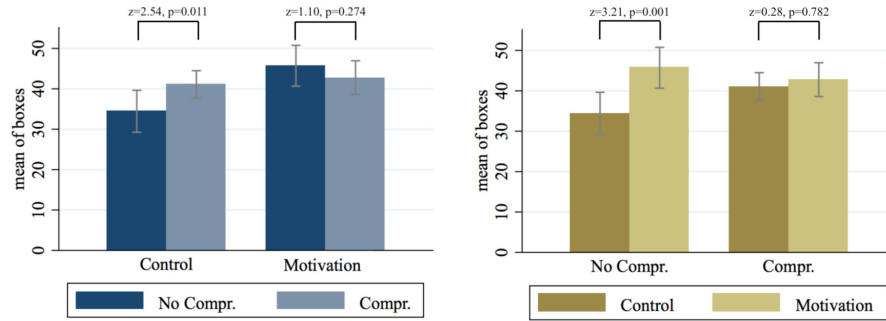 z=2.54, p=0.011
z=1.10, p=0.274
mean of boxes
50
40
30
20
10
0
Control
Motivation
No Compr.
Compr.
z=3.21, p=0.001
z=0.28, p=0.782
mean of boxes
50
40
30
20
10
0
No Compr.
Compr.
Control
Motivation